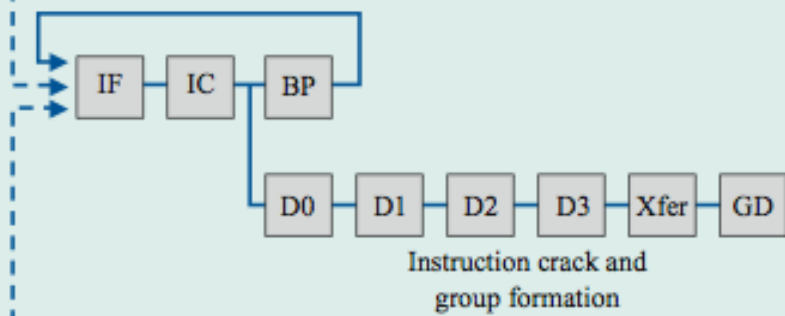 IF IC BP
D0 D1 D2 D3 Xfer GD
Instruction crack and
group formation